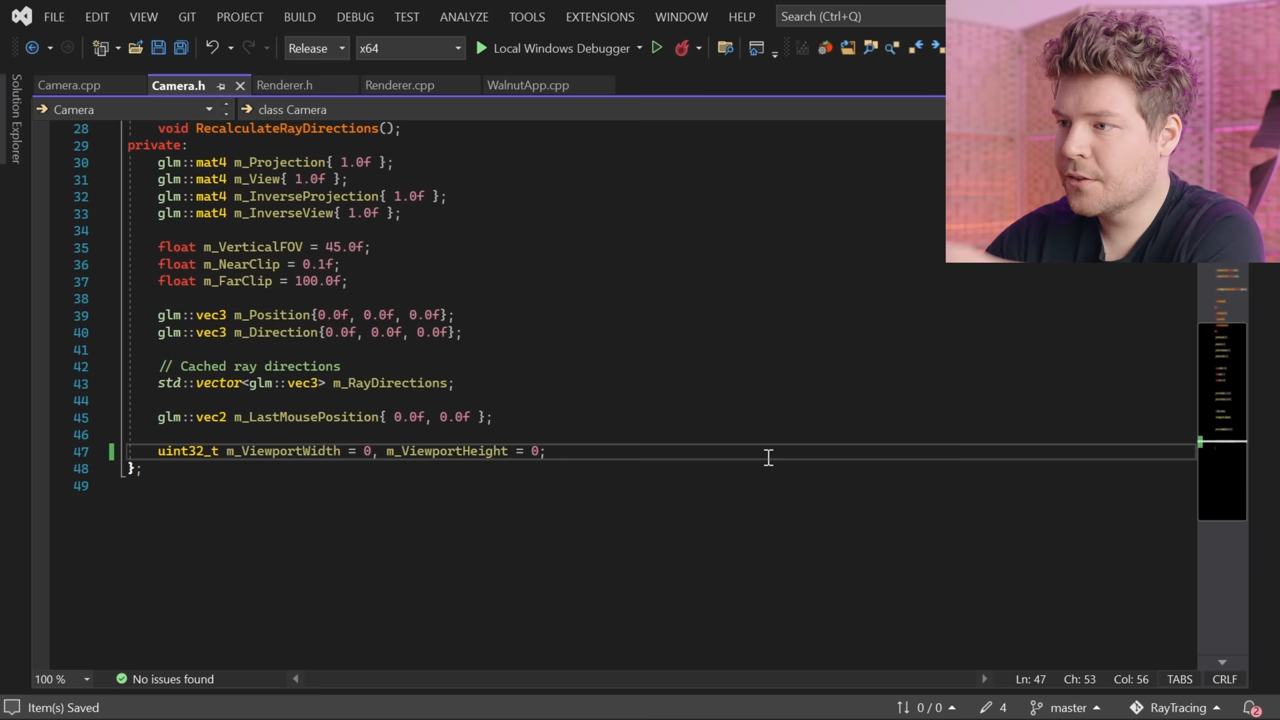 FILE EDIT VIEW GIT PROJECT BUILD DEBUG TEST ANALYZE TOOLS EXTENSIONS WINDOW HELP Search (Ctrl+Q)
Release x64 Local Windows Debugger
Camera.cpp Camera.h Renderer.h Renderer.cpp WalnutApp.cpp
Solution Explorer
Camera class Camera
28 void RecalculateRayDirections();
29 private:
30 glm::mat4 m_Projection{ 1.0f };
31 glm::mat4 m_View{ 1.0f };
32 glm::mat4 m_InverseProjection{ 1.0f };
33 glm::mat4 m_InverseView{ 1.0f };
34
35 float m_VerticalFOV = 45.0f;
36 float m_NearClip = 0.1f;
37 float m_FarClip = 100.0f;
38
39 glm::vec3 m_Position{0.0f, 0.0f, 0.0f};
40 glm::vec3 m_Direction{0.0f, 0.0f, 0.0f};
41
42 // Cached ray directions
43 std::vector<glm::vec3> m_RayDirections;
44
45 glm::vec2 m_LastMousePosition{ 0.0f, 0.0f };
46
47 uint32_t m_ViewportWidth = 0, m_ViewportHeight = 0;
48 };
49
100 % No issues found Ln: 47 Ch: 53 Col: 56 TABS CRLF
Item(s) Saved 0 / 0 4 master RayTracing 2